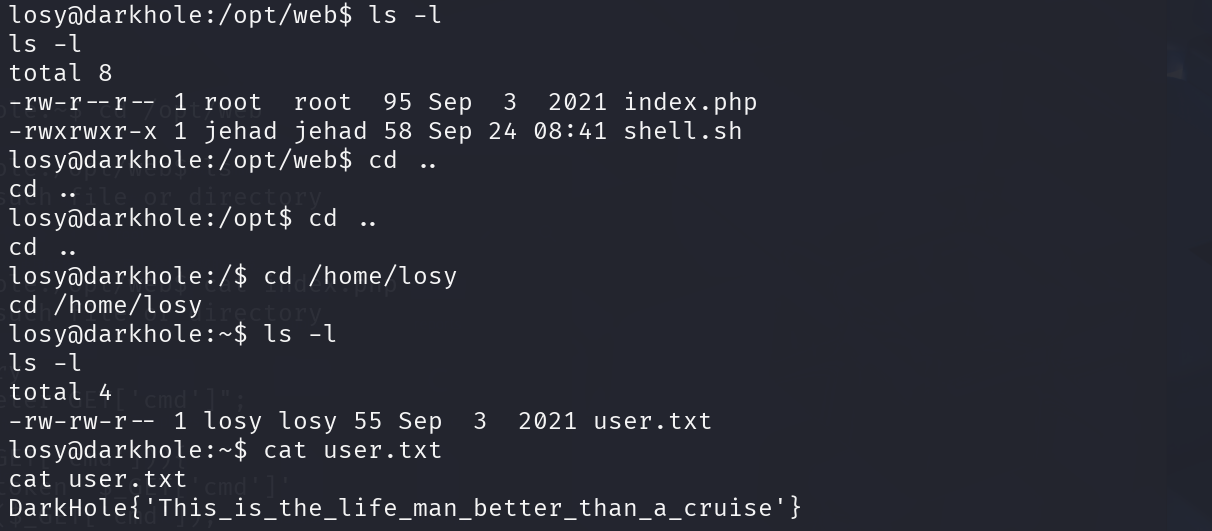 losy@darkhole:/opt/web$ ls -l
ls -l
total 8
-rw-r--r-- 1 root  root  95 Sep  3  2021 index.php
-rwxrwxr-x 1 jehad jehad 58 Sep 24 08:41 shell.sh
losy@darkhole:/opt/web$ cd ..
cd ..
losy@darkhole:/opt$ cd ..
cd ..
losy@darkhole:/$ cd /home/losy
cd /home/losy
losy@darkhole:~$ ls -l
ls -l
total 4
-rw-rw-r-- 1 losy losy 55 Sep  3  2021 user.txt
losy@darkhole:~$ cat user.txt
cat user.txt
DarkHole{'This_is_the_life_man_better_than_a_cruise'}